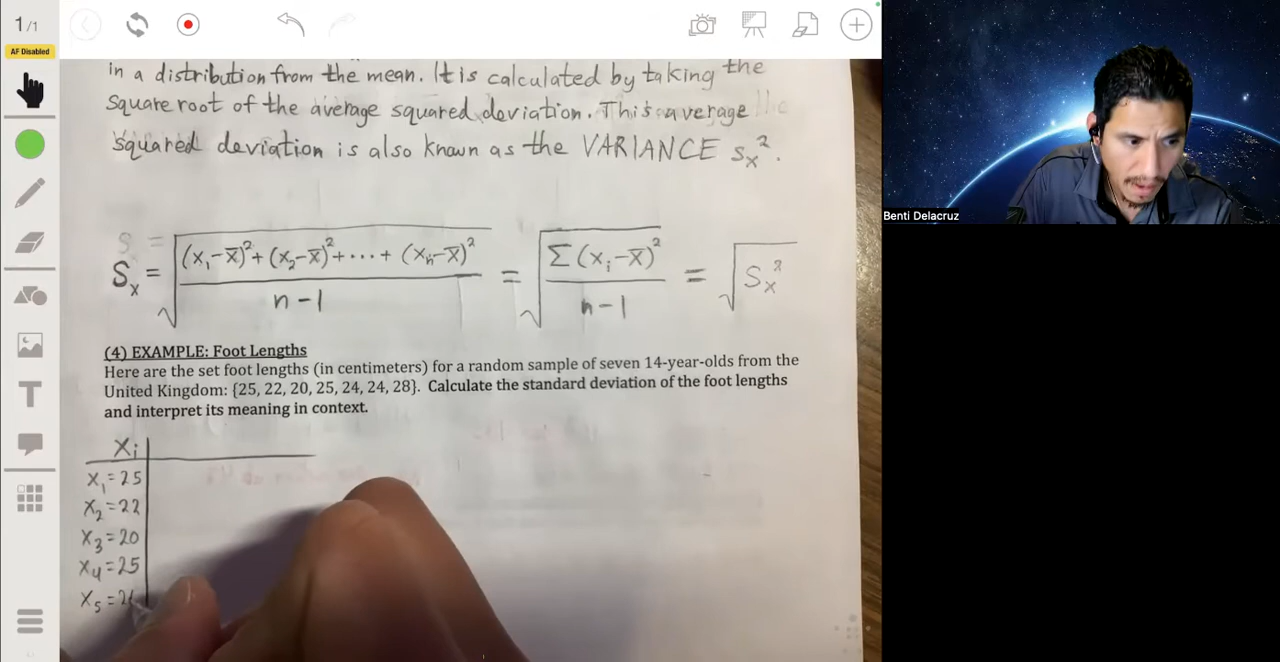 1/1
AF Disabled
in a distribution from the mean. It is calculated by taking the
square root of the average squared deviation. This average
squared deviation is also known as the VARIANCE Sx².
Sx = √((x₁-x̅)²+(x₂-x̅)²+···+(xₙ-x̅)² / n-1) = √(Σ(xᵢ-x̅)² / n-1) = √Sx²
(4) EXAMPLE: Foot Lengths
Here are the set foot lengths (in centimeters) for a random sample of seven 14-year-olds from the
United Kingdom: {25, 22, 20, 25, 24, 24, 28}. Calculate the standard deviation of the foot lengths
and interpret its meaning in context.
Xᵢ
X₁=25
X₂=22
X₃=20
X₄=25
X₅=2
T
Benti Delacruz